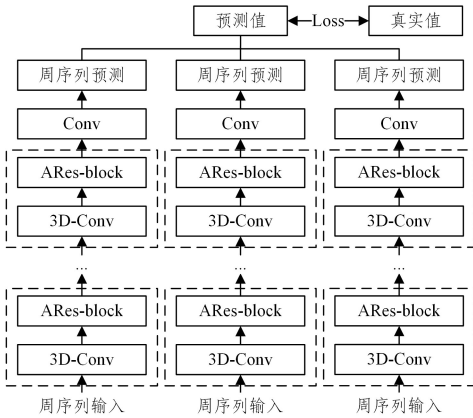 预测值 Loss 真实值
周序列预测 周序列预测 周序列预测
Conv Conv Conv
ARes-block ARes-block ARes-block
3D-Conv 3D-Conv 3D-Conv
... ... ...
ARes-block ARes-block ARes-block
3D-Conv 3D-Conv 3D-Conv
周序列输入 周序列输入 周序列输入